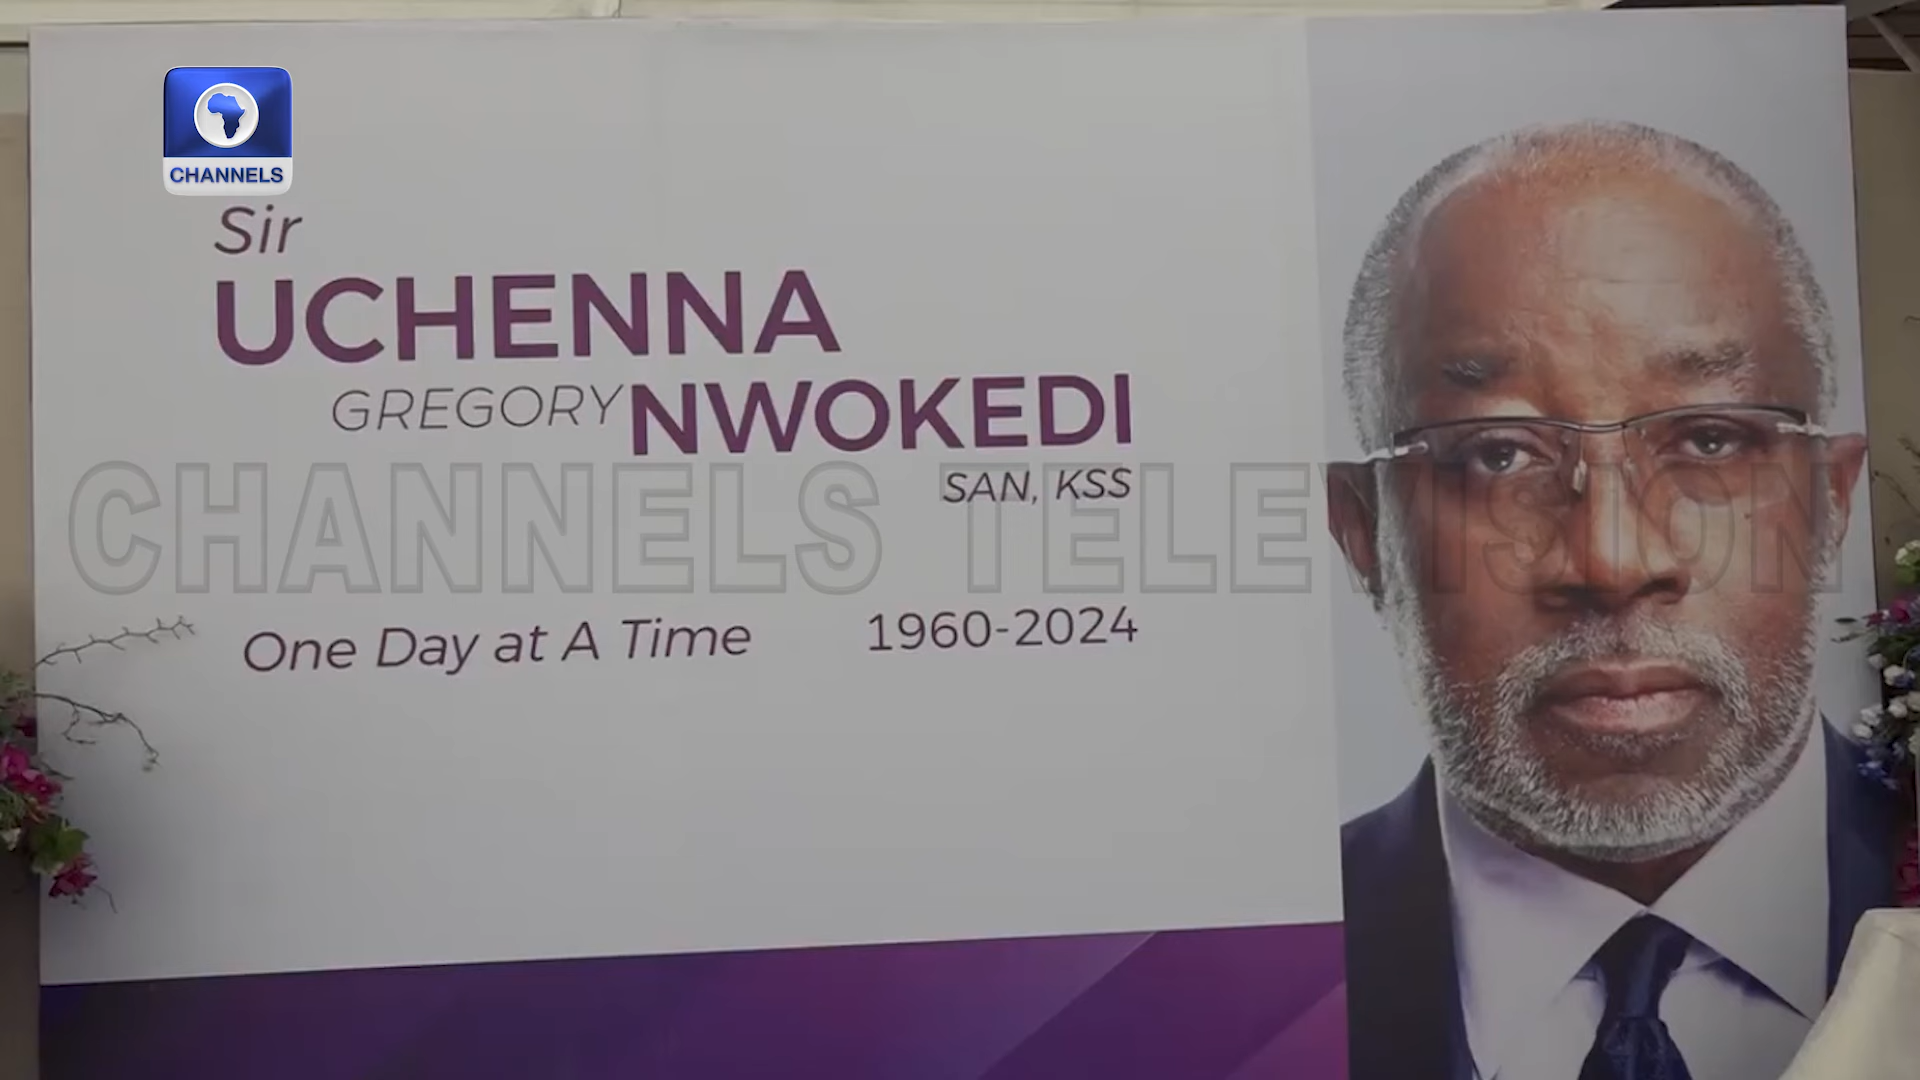 CHANNELS
Sir
UCHENNA
GREGORY NWOKEDI
SAN, KSS
CHANNELS TELEVISION
One Day at A Time 1960-2024